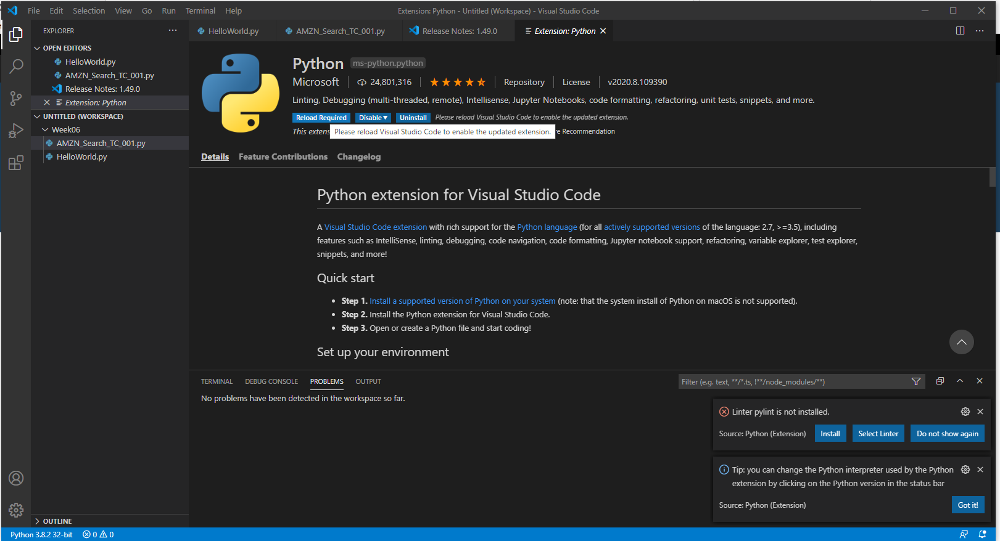 File Edit Selection View Go Run Terminal Help
Extension: Python - Untitled (Workspace) - Visual Studio Code
EXPLORER
OPEN EDITORS
HelloWorld.py
AMZN_Search_TC_001.py
Release Notes: 1.49.0
Extension: Python
UNTITLED (WORKSPACE)
Week06
AMZN_Search_TC_001.py
HelloWorld.py
OUTLINE
HelloWorld.py AMZN_Search_TC_001.py Release Notes: 1.49.0 Extension: Python
Python ms-python.python
Microsoft 24,801,316 Repository License v2020.8.109390
Linting, Debugging (multi-threaded, remote), Intellisense, Jupyter Notebooks, code formatting, refactoring, unit tests, snippets, and more.
Reload Required Disable Uninstall Please reload Visual Studio Code to enable the updated extension.
This extens Please reload Visual Studio Code to enable the updated extension. re Recommendation
Details Feature Contributions Changelog
Python extension for Visual Studio Code
A Visual Studio Code extension with rich support for the Python language (for all actively supported versions of the language: 2.7, >=3.5), including
features such as IntelliSense, linting, debugging, code navigation, code formatting, Jupyter notebook support, refactoring, variable explorer, test explorer,
snippets, and more!
Quick start
• Step 1. Install a supported version of Python on your system (note: that the system install of Python on macOS is not supported).
• Step 2. Install the Python extension for Visual Studio Code.
• Step 3. Open or create a Python file and start coding!
Set up your environment
TERMINAL DEBUG CONSOLE PROBLEMS OUTPUT
Filter (e.g. text, **/*.ts, !**/node_modules/**)
No problems have been detected in the workspace so far.
Linter pylint is not installed.
Source: Python (Extension) Install Select Linter Do not show again
Tip: you can change the Python interpreter used by the Python
extension by clicking on the Python version in the status bar
Source: Python (Extension) Got it!
Python 3.8.2 32-bit 0 0